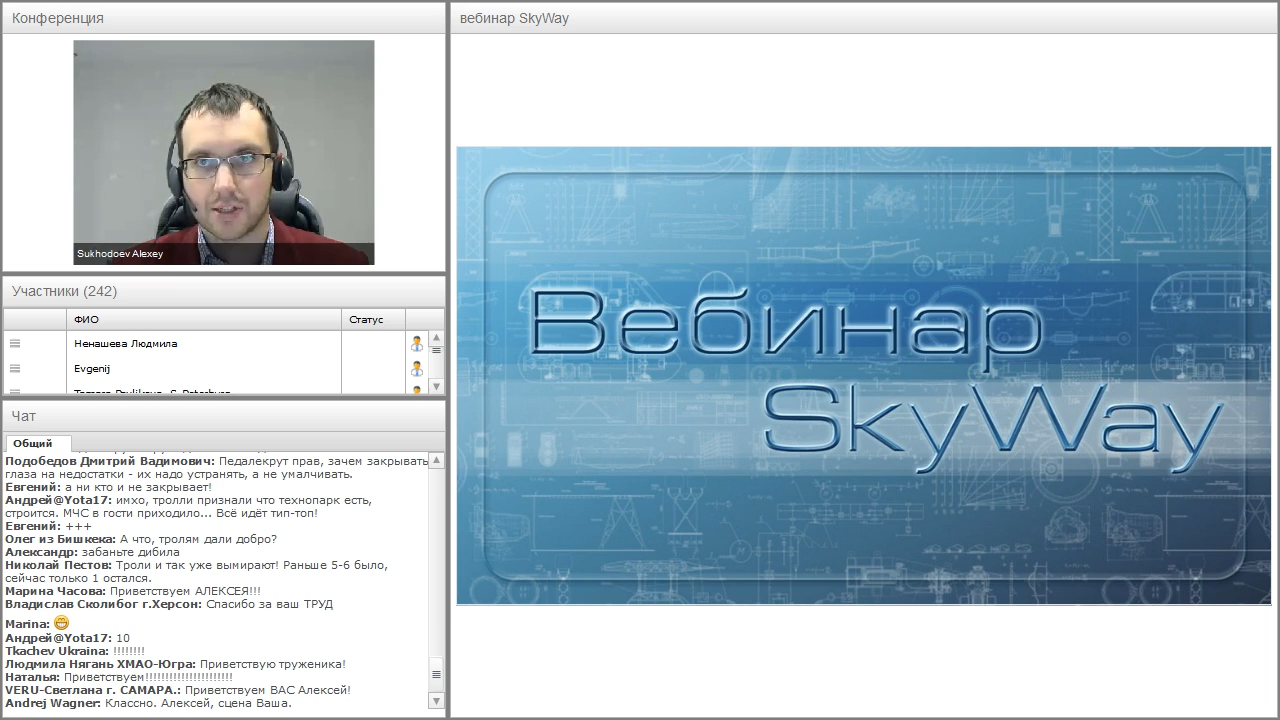 Конференция
Sukhodoev Alexey
Участники (242)
ФИО Статус
Ненашева Людмила
Evgenij
Чат
Общий
Подобедов Дмитрий Вадимович: Педалекрут прав, зачем закрывать
глаза на недостатки - их надо устранять, а не умалчивать.
Евгений: а ни кто и не закрывает!
Андрей@Yota17: имхо, тролли признали что технопарк есть,
строится. МЧС в гости приходило... Всё идёт тип-топ!
Евгений: +++
Олег из Бишкека: А что, тролям дали добро?
Александр: забаньте дибила
Николай Пестов: Троли и так уже вымирают! Раньше 5-6 было,
сейчас только 1 остался.
Марина Часова: Приветствуем АЛЕКСЕЯ!!!
Владислав Сколибог г.Херсон: Спасибо за ваш ТРУД
Marina:
Андрей@Yota17: 10
Tkachev Ukraina: !!!!!!!!
Людмила Нягань ХМАО-Югра: Приветствую труженика!
Наталья: Приветствуем!!!!!!!!!!!!!!!!!!!!!!
VERU-Светлана г. САМАРА.: Приветствуем ВАС Алексей!
Andrej Wagner: Классно. Алексей, сцена Ваша.
вебинар SkyWay
Вебинар
SkyWay